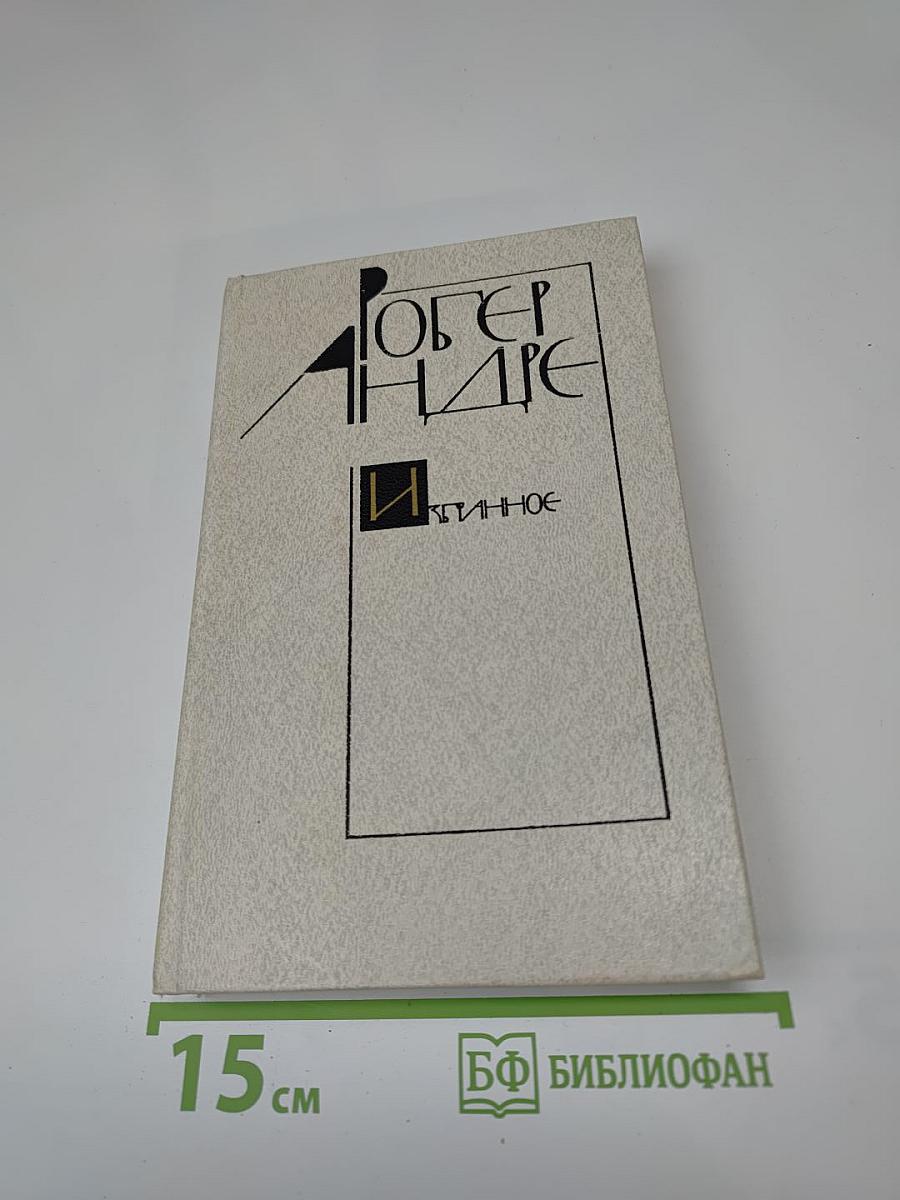 РОБЕР
АНДРЕ
ИЗБРАННОЕ
15 см
БФ БИБЛИОФАН